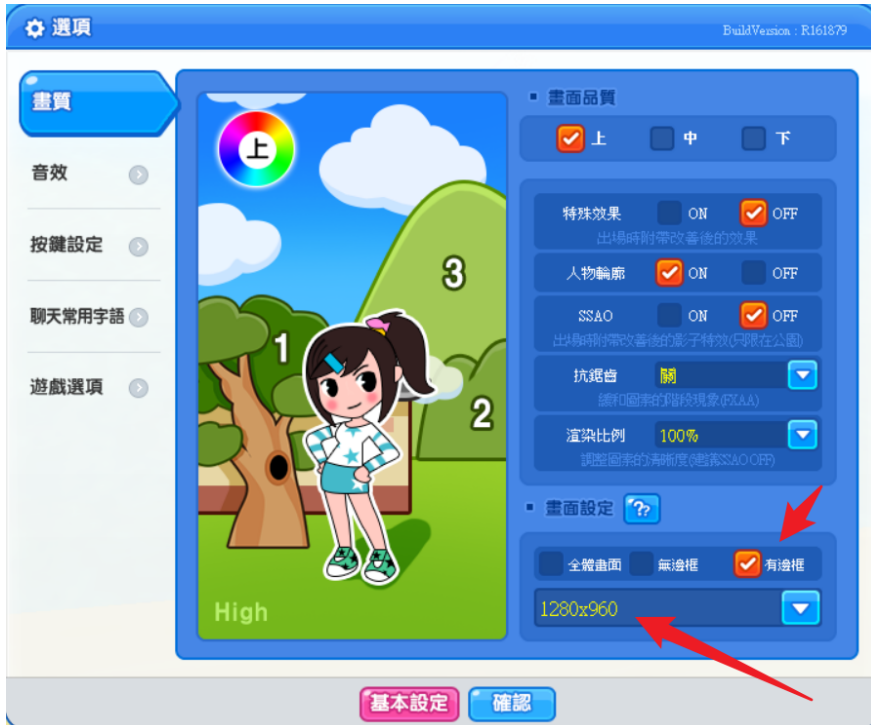 選項
BuildVersion : R161879
畫質
音效
按鍵設定
聊天常用字語
遊戲選項
上
3
1
2
High
畫面品質
上 中 下
特殊效果 ON OFF
出場時附帶改善後的效果
人物輪廓 ON OFF
SSAO ON OFF
出場時附帶改善後的影子特效(只限在公園)
抗鋸齒 關
緩和圖素的階段現象(FXAA)
渲染比例 100%
調整圖素的清晰度(建議SSAO OFF)
畫面設定 ??
全體畫面 無邊框 有邊框
1280x960
基本設定 確認